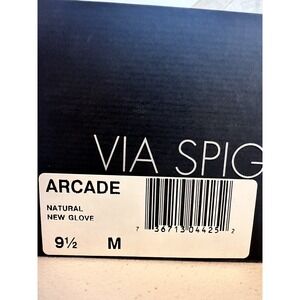 VIA SPIG
ARCADE
NATURAL
NEW GLOVE
7 36713 04425 2
9½ M